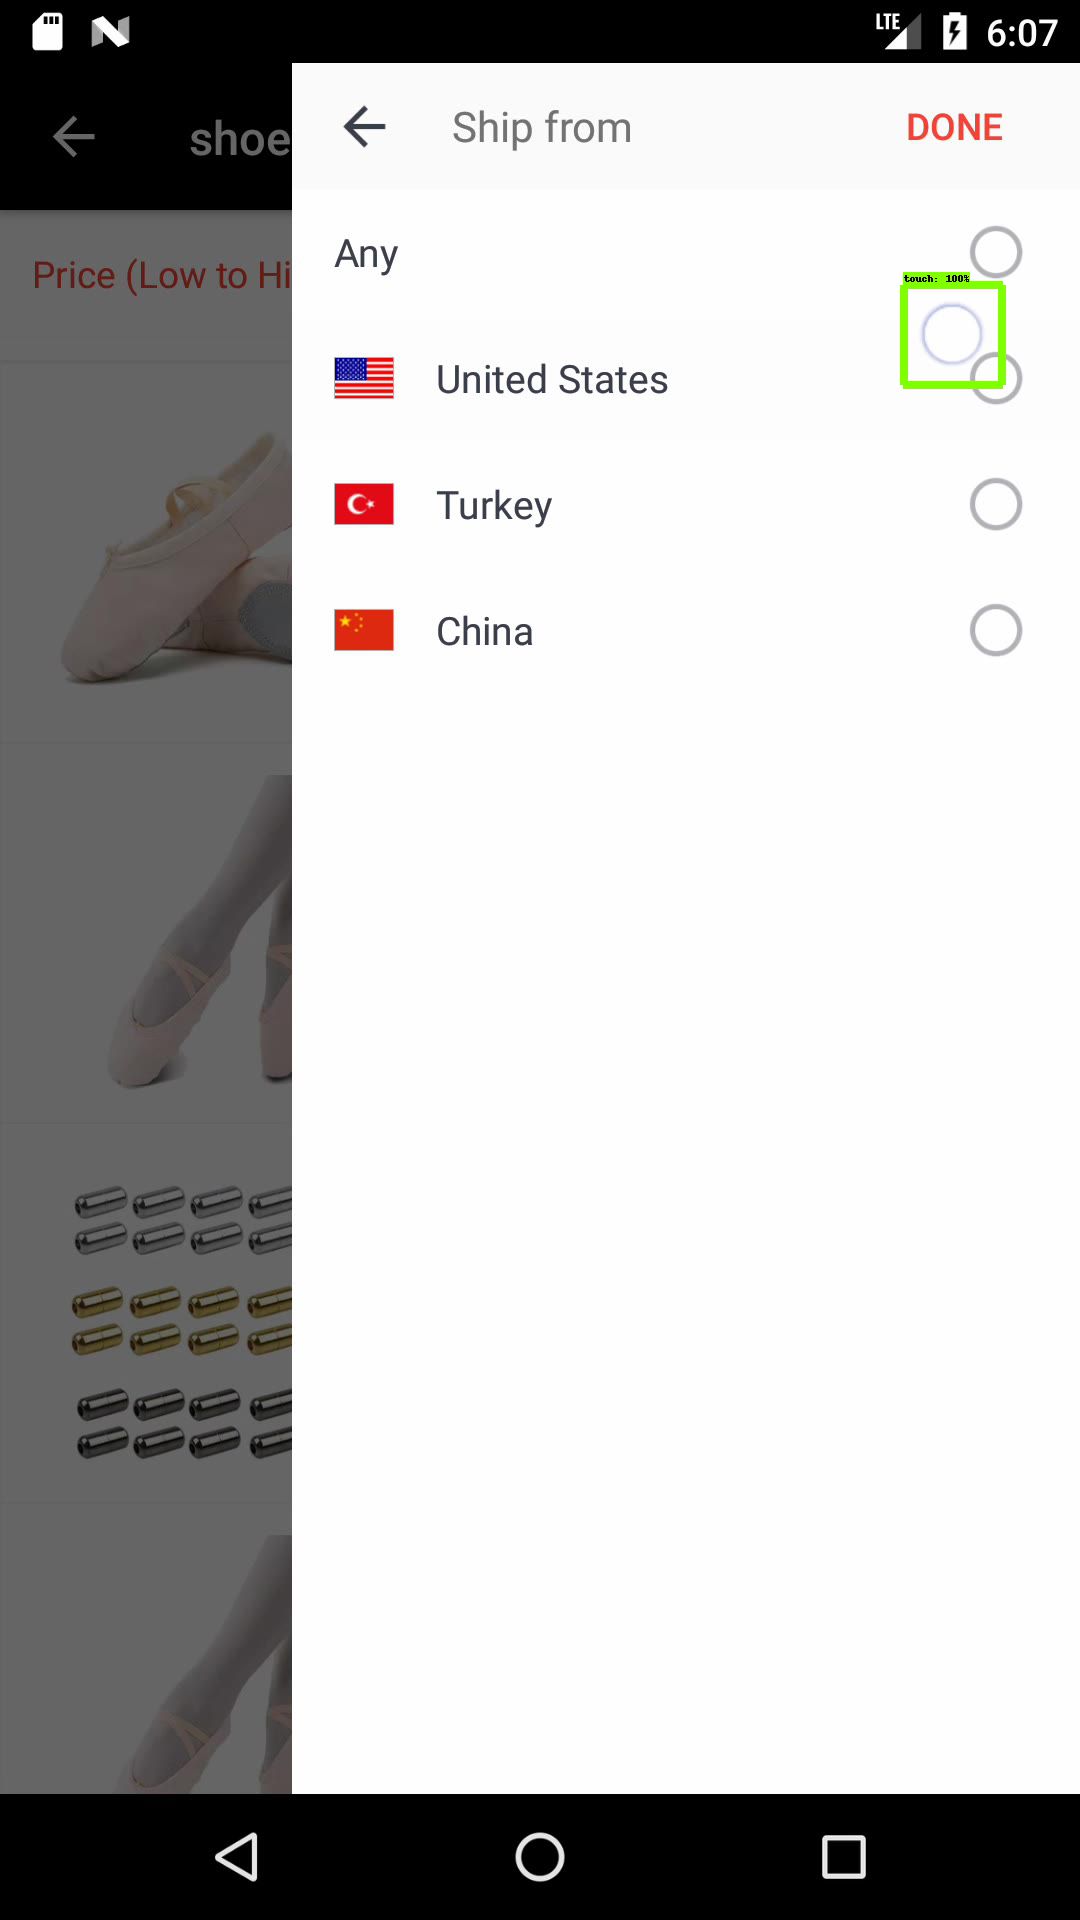 LTE 6:07
shoe
Ship from DONE
Price (Low to Hi
Any
touch: 100%
United States
Turkey
China